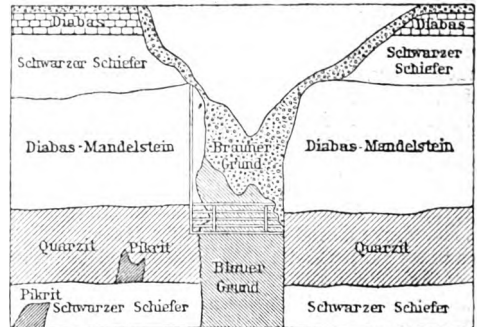 Diabas
Diabas
Schwarzer Schiefer
Schwarzer
Schiefer
Diabas-Mandelstein
Brauner
Grund
Diabas-Mandelstein
Quarzit
Pikrit
Quarzit
Blauer
Grund
Pikrit
Schwarzer Schiefer
Schwarzer Schiefer